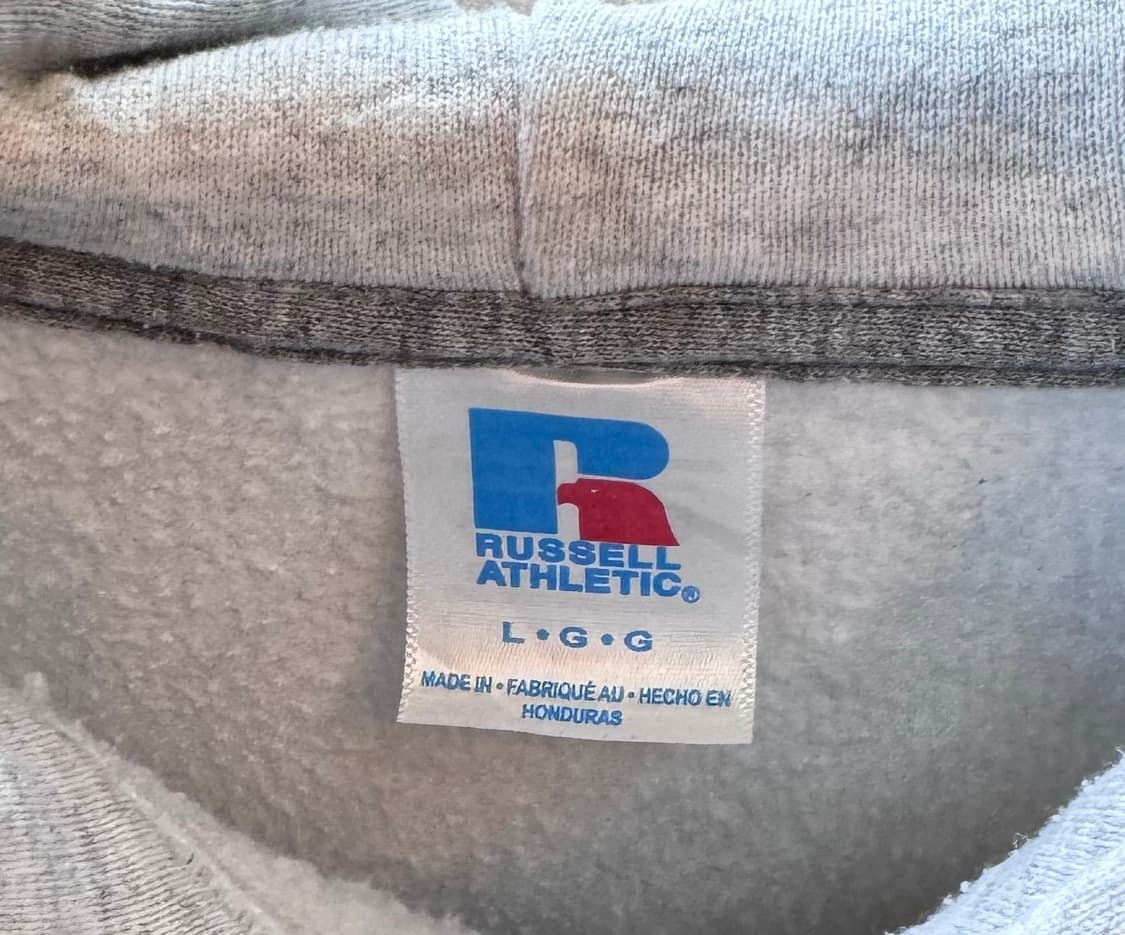 R
RUSSELL
ATHLETIC®
L • G • G
MADE IN • FABRIQUÉ AU • HECHO EN
HONDURAS